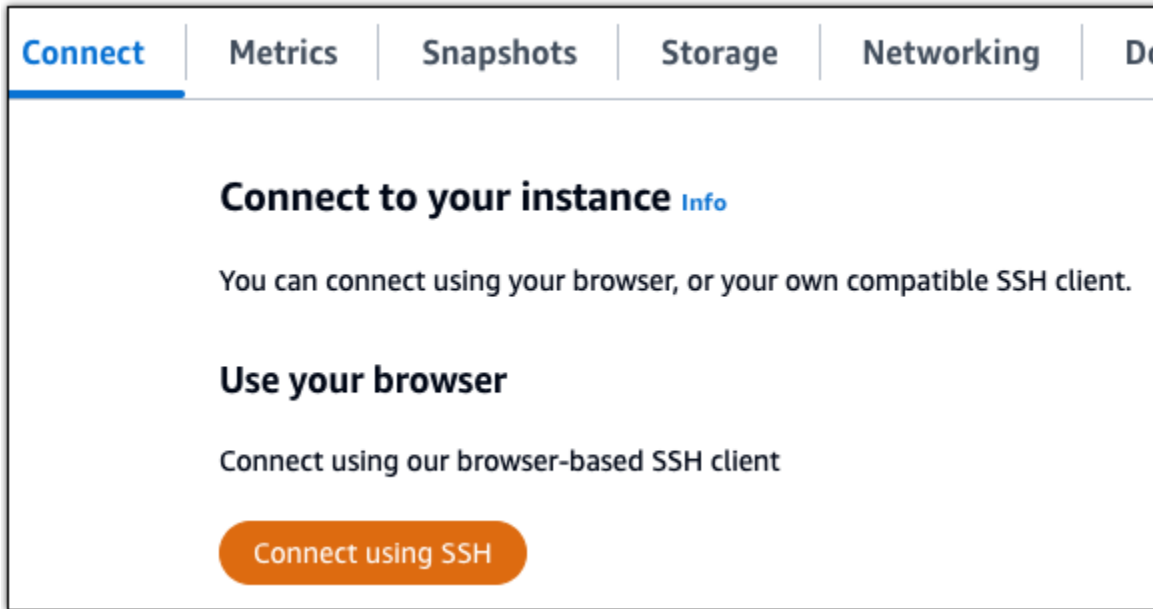 Connect Metrics Snapshots Storage Networking
Connect to your instance Info
You can connect using your browser, or your own compatible SSH client.
Use your browser
Connect using our browser-based SSH client
Connect using SSH